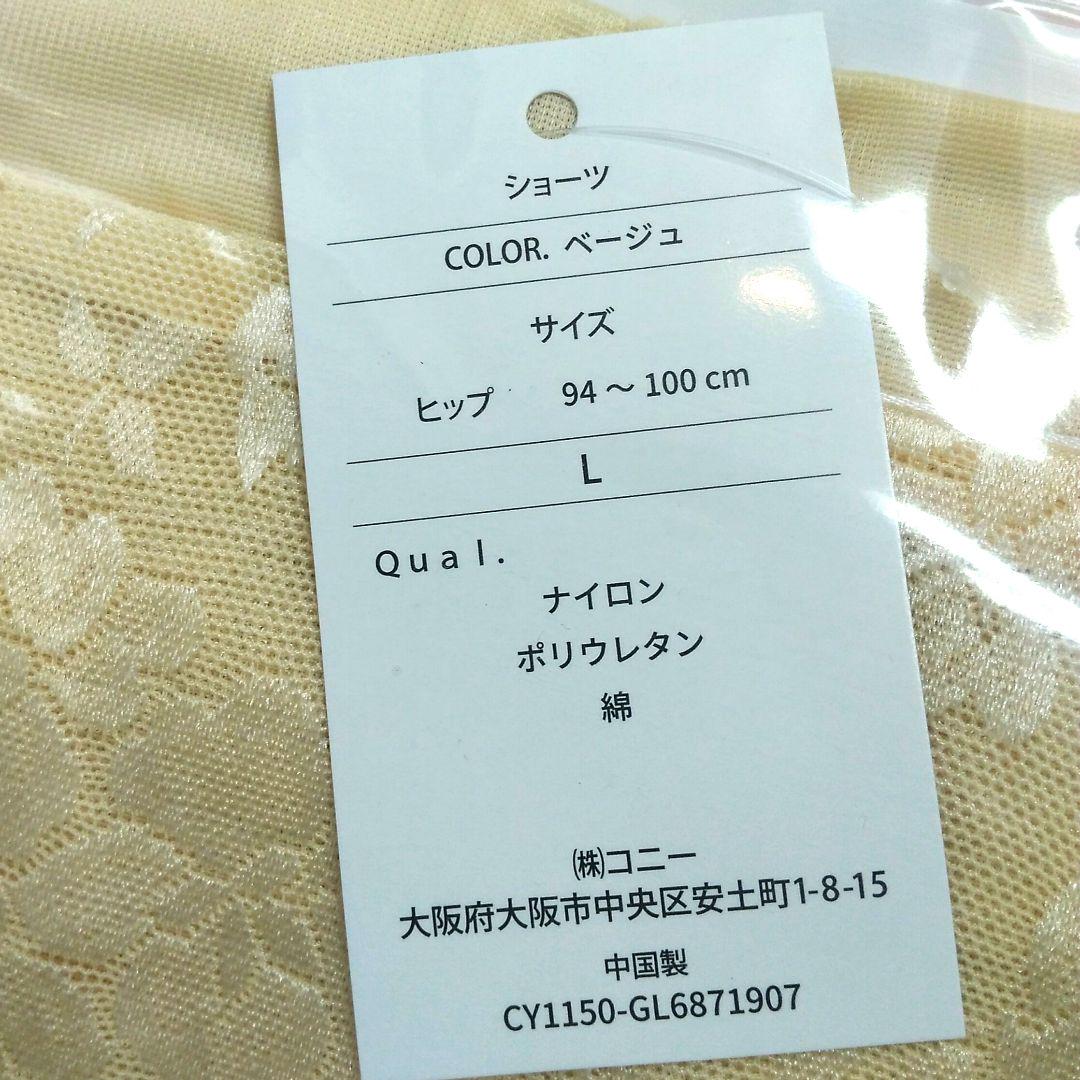 ショーツ
COLOR. ベージュ
サイズ
ヒップ 94～100 cm
L
Qual.
ナイロン
ポリウレタン
綿
㈱コニー
大阪府大阪市中央区安土町1-8-15
中国製
CY1150-GL6871907